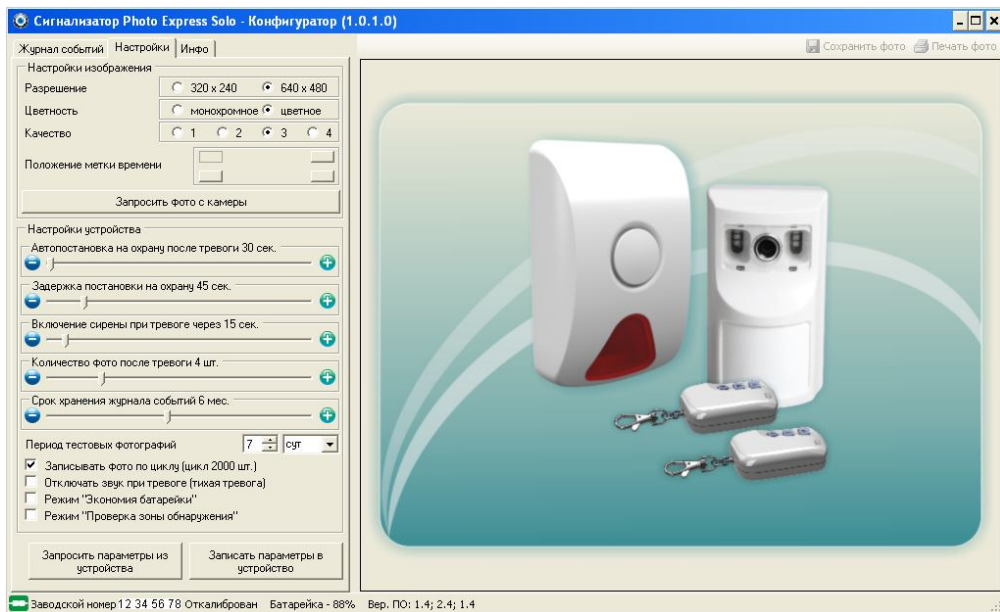 Сигнализатор Photo Express Solo - Конфигуратор (1.0.1.0)
Журнал событий Настройки Инфо
Сохранить фото Печать фото
Настройки изображения
Разрешение 320 x 240 640 x 480
Цветность монохромное цветное
Качество 1 2 3 4
Положение метки времени
Запросить фото с камеры
Настройки устройства
Автопостановка на охрану после тревоги 30 сек.
Задержка постановки на охрану 45 сек.
Включение сирены при тревоге через 15 сек.
Количество фото после тревоги 4 шт.
Срок хранения журнала событий 6 мес.
Период тестовых фотографий 7 сут
Записывать фото по циклу (цикл 2000 шт.)
Отключать звук при тревоге (тихая тревога)
Режим "Экономия батарейки"
Режим "Проверка зоны обнаружения"
Запросить параметры из
устройства
Записать параметры в
устройство
Заводской номер 12 34 56 78 Откалиброван Батарейка - 88% Вер. ПО: 1.4; 2.4; 1.4